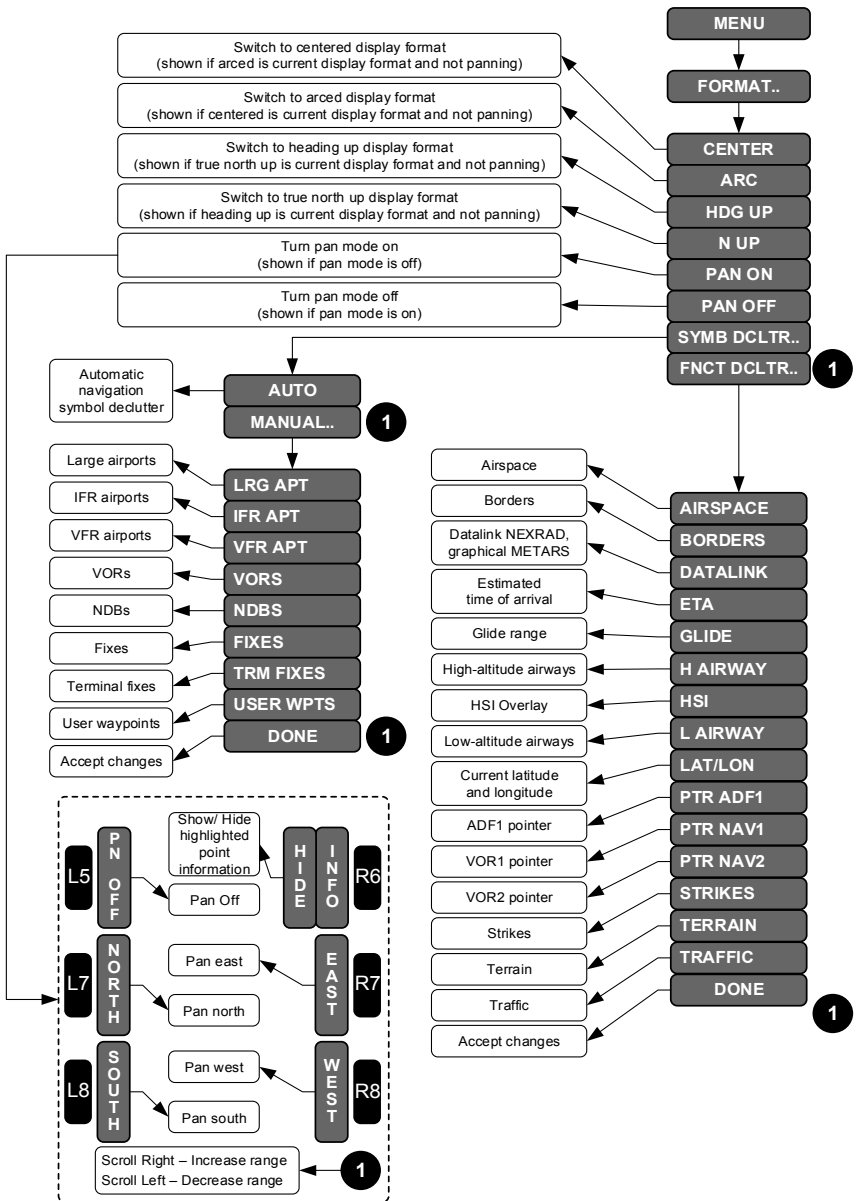 MENU
FORMAT..
Switch to centered display format
(shown if arced is current display format and not panning)
Switch to arced display format
(shown if centered is current display format and not panning)
Switch to heading up display format
(shown if true north up is current display format and not panning)
Switch to true north up display format
(shown if heading up is current display format and not panning)
Turn pan mode on
(shown if pan mode is off)
Turn pan mode off
(shown if pan mode is on)
CENTER
ARC
HDG UP
N UP
PAN ON
PAN OFF
SYMB DCLTR..
FNCT DCLTR..
1
Automatic
navigation
symbol declutter
AUTO
MANUAL..
1
Large airports
IFR airports
VFR airports
VORs
NDBs
Fixes
Terminal fixes
User waypoints
Accept changes
LRG APT
IFR APT
VFR APT
VORS
NDBS
FIXES
TRM FIXES
USER WPTS
DONE
1
Airspace
Borders
Datalink NEXRAD,
graphical METARS
Estimated
time of arrival
Glide range
High-altitude airways
HSI Overlay
Low-altitude airways
Current latitude
and longitude
ADF1 pointer
VOR1 pointer
VOR2 pointer
Strikes
Terrain
Traffic
Accept changes
AIRSPACE
BORDERS
DATALINK
ETA
GLIDE
H AIRWAY
HSI
L AIRWAY
LAT/LON
PTR ADF1
PTR NAV1
PTR NAV2
STRIKES
TERRAIN
TRAFFIC
DONE
1
L5
PN OFF
Show/ Hide
highlighted
point
information
Pan Off
HIDE
INFO
R6
L7
NORTH
Pan east
Pan north
EAST
R7
L8
SOUTH
Pan west
Pan south
WEST
R8
Scroll Right – Increase range
Scroll Left – Decrease range
1